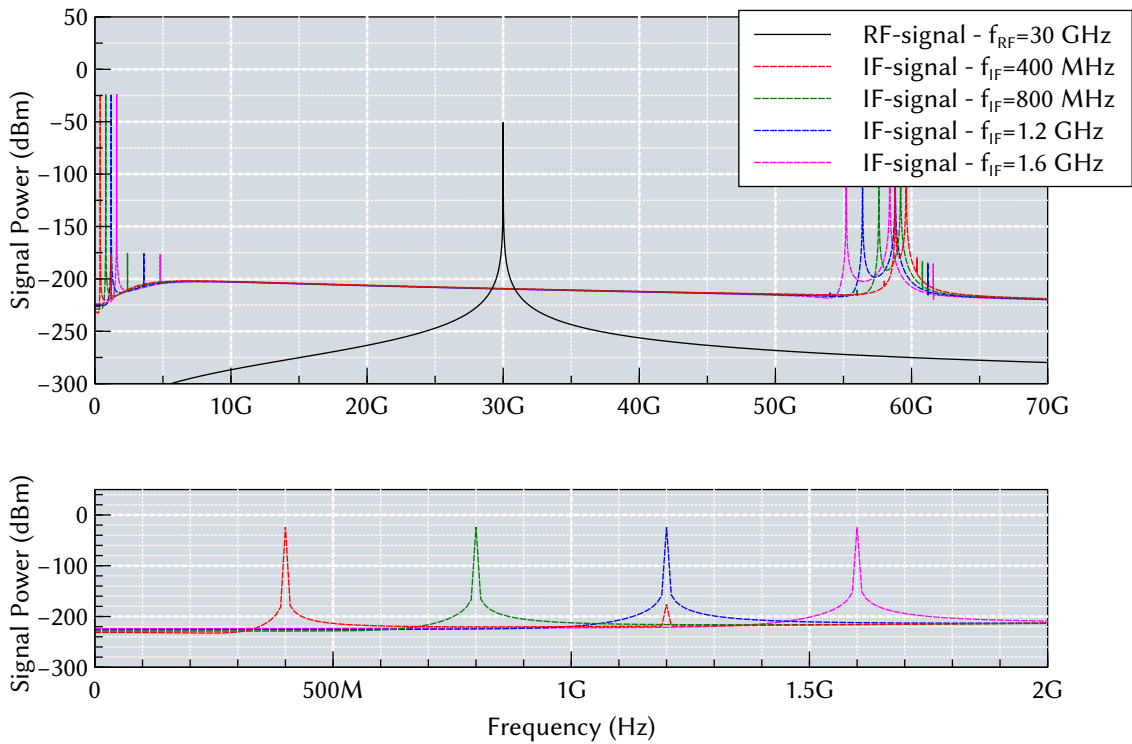 50
0
−50
−100
−150
−200
−250
−300
Signal Power (dBm)
RF-signal - fRF=30 GHz
IF-signal - fIF=400 MHz
IF-signal - fIF=800 MHz
IF-signal - fIF=1.2 GHz
IF-signal - fIF=1.6 GHz
0 10G 20G 30G 40G 50G 60G 70G
0
−100
−200
−300
Signal Power (dBm)
0 500M 1G 1.5G 2G
Frequency (Hz)